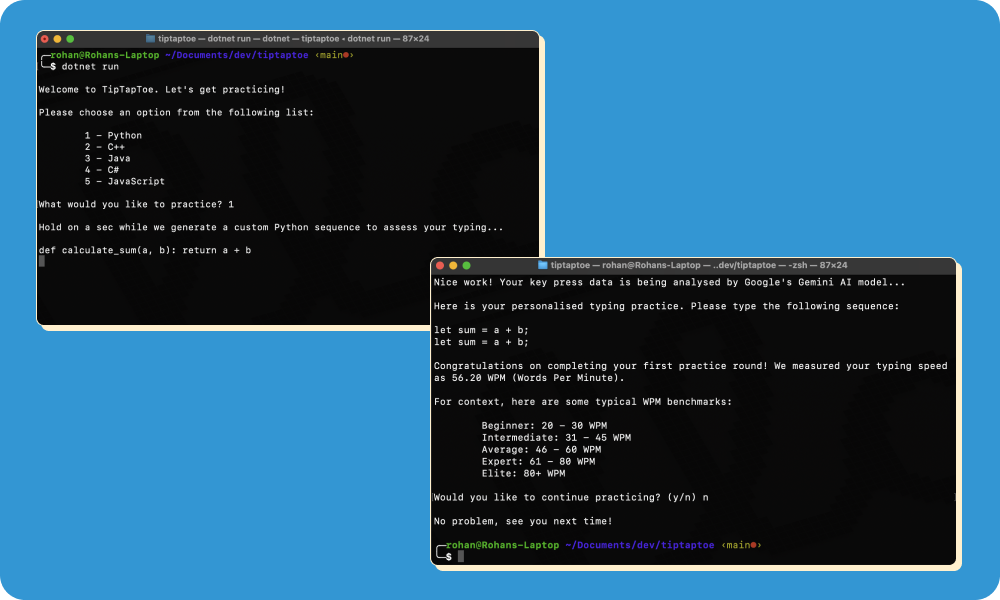 tiptaptoe — dotnet run — dotnet — tiptaptoe • dotnet run — 87×24
rohan@Rohans-Laptop ~/Documents/dev/tiptaptoe ‹main●›
$ dotnet run
Welcome to TipTapToe. Let's get practicing!
Please choose an option from the following list:
1 – Python
2 – C++
3 – Java
4 – C#
5 – JavaScript
What would you like to practice? 1
Hold on a sec while we generate a custom Python sequence to assess your typing...
def calculate_sum(a, b): return a + b
tiptaptoe — rohan@Rohans-Laptop — ..dev/tiptaptoe — -zsh — 87×24
Nice work! Your key press data is being analysed by Google's Gemini AI model...
Here is your personalised typing practice. Please type the following sequence:
let sum = a + b;
let sum = a + b;
Congratulations on completing your first practice round! We measured your typing speed
as 56.20 WPM (Words Per Minute).
For context, here are some typical WPM benchmarks:
Beginner: 20 – 30 WPM
Intermediate: 31 – 45 WPM
Average: 46 – 60 WPM
Expert: 61 – 80 WPM
Elite: 80+ WPM
Would you like to continue practicing? (y/n) n
No problem, see you next time!
rohan@Rohans-Laptop ~/Documents/dev/tiptaptoe ‹main●›
$